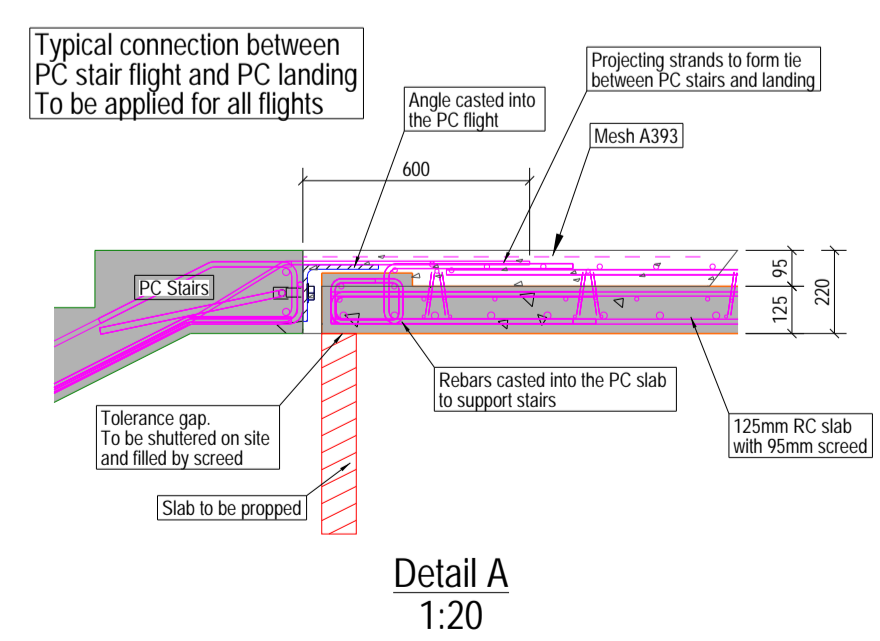 Typical connection between
PC stair flight and PC landing
To be applied for all flights
Projecting strands to form tie
between PC stairs and landing
Angle casted into
the PC flight
Mesh A393
600
PC Stairs
95
125
220
Rebars casted into the PC slab
to support stairs
Tolerance gap.
To be shuttered on site
and filled by screed
125mm RC slab
with 95mm screed
Slab to be propped
Detail A
1:20